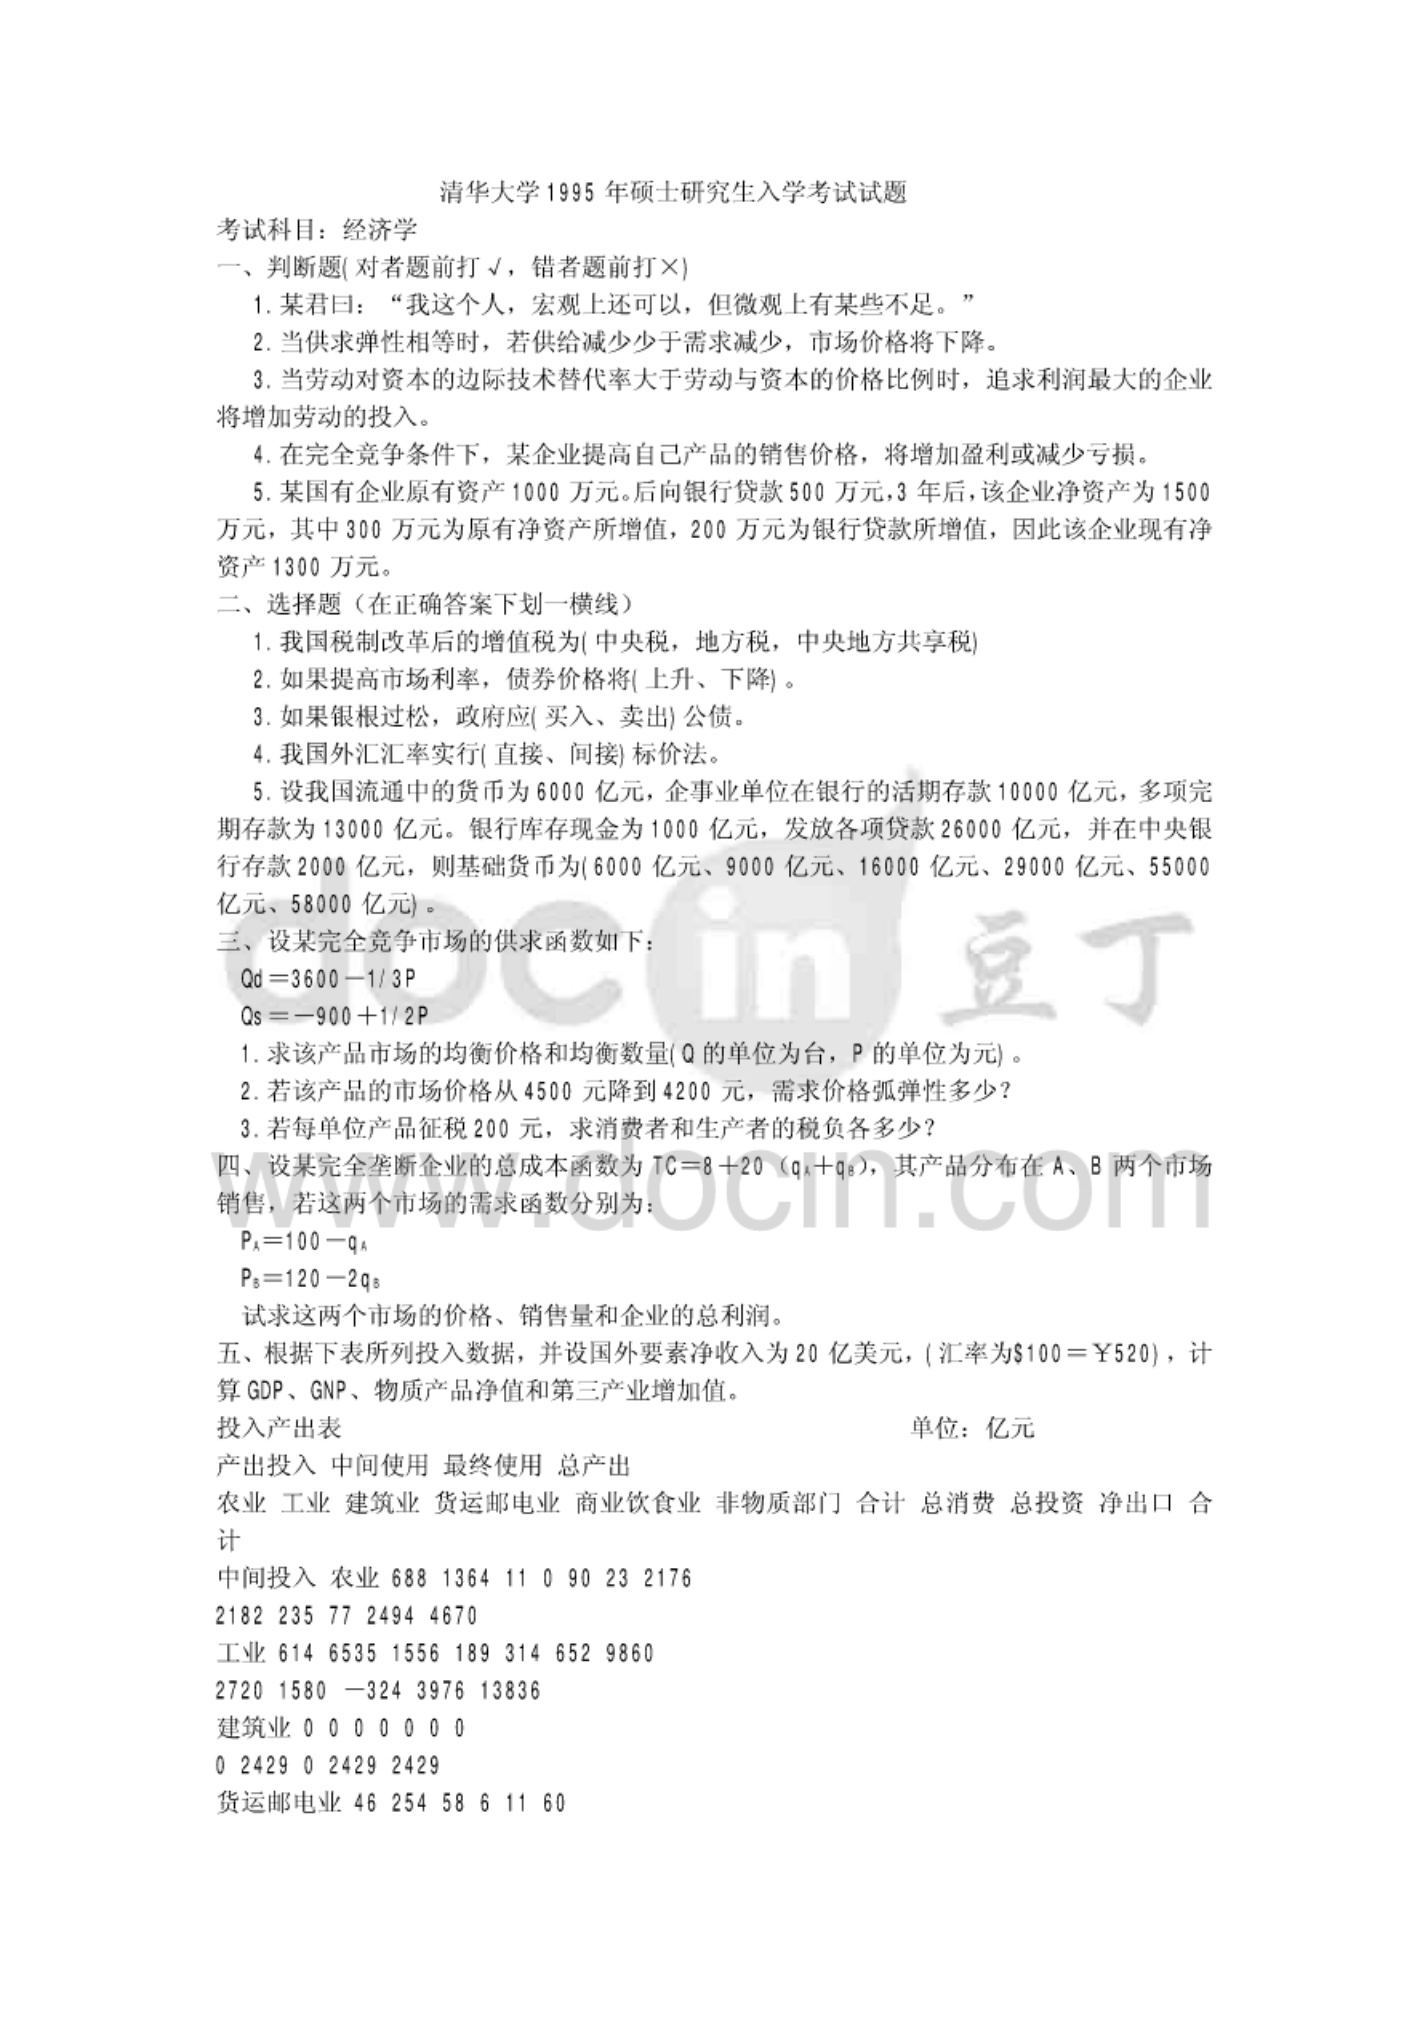 清华大学1995 年硕士研究生入学考试试题
考试科目：经济学
一、判断题( 对者题前打√，错者题前打×)
1.某君曰：“我这个人，宏观上还可以，但微观上有某些不足。”
2.当供求弹性相等时，若供给减少少于需求减少，市场价格将下降。
3.当劳动对资本的边际技术替代率大于劳动与资本的价格比例时，追求利润最大的企业
将增加劳动的投入。
4.在完全竞争条件下，某企业提高自己产品的销售价格，将增加盈利或减少亏损。
5.某国有企业原有资产1000 万元。后向银行贷款500 万元，3 年后，该企业净资产为1500
万元，其中300 万元为原有净资产所增值，200 万元为银行贷款所增值，因此该企业现有净
资产1300 万元。
二、选择题（在正确答案下划一横线）
1.我国税制改革后的增值税为( 中央税，地方税，中央地方共享税)
2.如果提高市场利率，债券价格将( 上升、下降) 。
3.如果银根过松，政府应( 买入、卖出) 公债。
4.我国外汇汇率实行( 直接、间接) 标价法。
5.设我国流通中的货币为6000 亿元，企事业单位在银行的活期存款10000 亿元，多项完
期存款为13000 亿元。银行库存现金为1000 亿元，发放各项贷款26000 亿元，并在中央银
行存款2000 亿元，则基础货币为(6000 亿元、9000 亿元、16000 亿元、29000 亿元、55000
亿元、58000 亿元) 。
三、设某完全竞争市场的供求函数如下：
Qd＝3600－1/3P
Qs＝－900＋1/2P
1.求该产品市场的均衡价格和均衡数量(Q 的单位为台，P 的单位为元) 。
2.若该产品的市场价格从4500 元降到4200 元，需求价格弧弹性多少？
3.若每单位产品征税200 元，求消费者和生产者的税负各多少？
四、设某完全垄断企业的总成本函数为 TC＝8＋20（qA＋qB），其产品分布在 A、B 两个市场
销售，若这两个市场的需求函数分别为：
PA＝100－qA
PB＝120－2qB
试求这两个市场的价格、销售量和企业的总利润。
五、根据下表所列投入数据，并设国外要素净收入为20 亿美元，( 汇率为$100＝￥520) ，计
算GDP、GNP、物质产品净值和第三产业增加值。
投入产出表 单位：亿元
产出投入 中间使用 最终使用 总产出
农业 工业 建筑业 货运邮电业 商业饮食业 非物质部门 合计 总消费 总投资 净出口 合
计
中间投入 农业 688 1364 11 0 90 23 2176
2182 235 77 2494 4670
工业 614 6535 1556 189 314 652 9860
2720 1580 －324 3976 13836
建筑业 0 0 0 0 0 0 0
0 2429 0 2429 2429
货运邮电业 46 254 58 6 11 60
docin 豆丁
www.docin.com